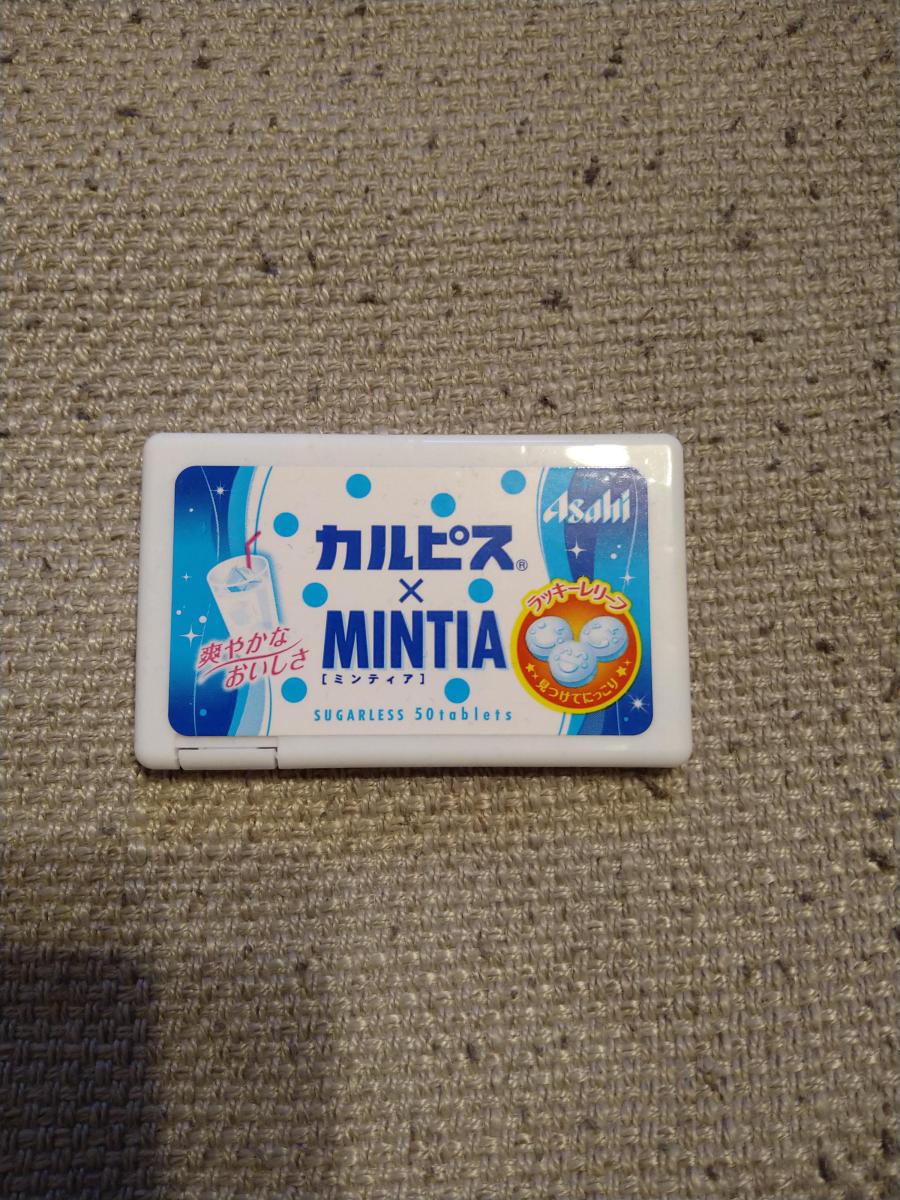 Asahi
カルピス®
×
MINTIA
[ミンティア]
SUGARLESS 50tablets
爽やかな
おいしさ
ラッキーレリーフ
見つけてにっこり